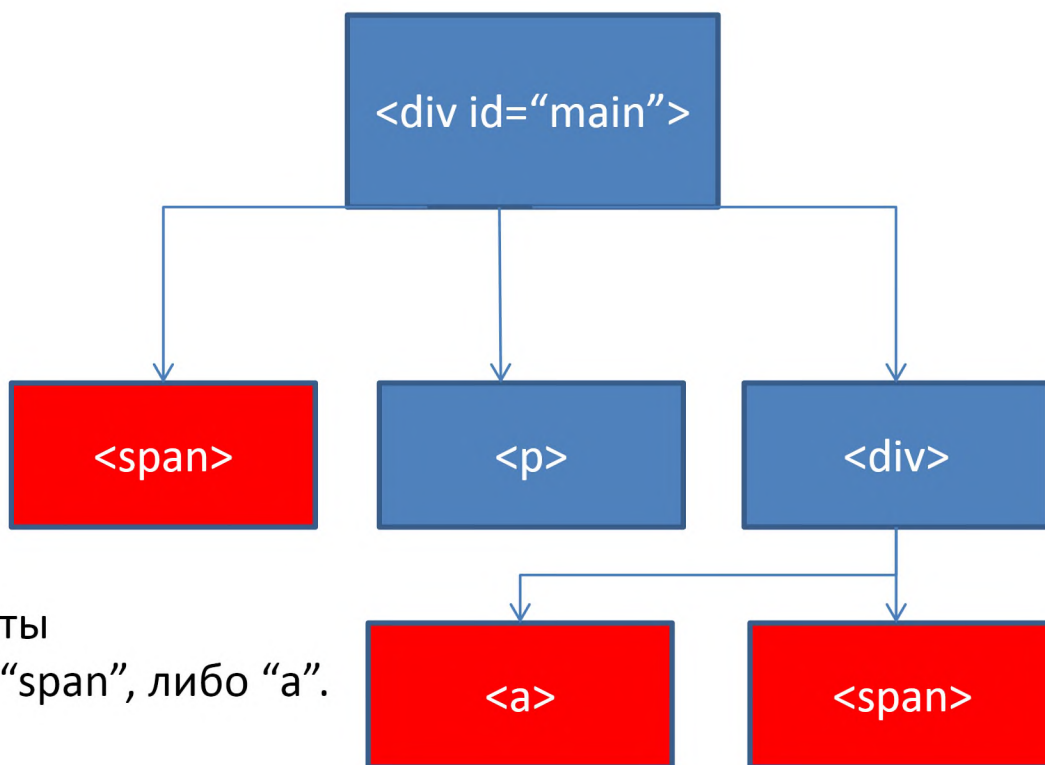 <div id=“main”>
<span>
<p>
<div>
ты
“span”, либо “a”.
<a>
<span>